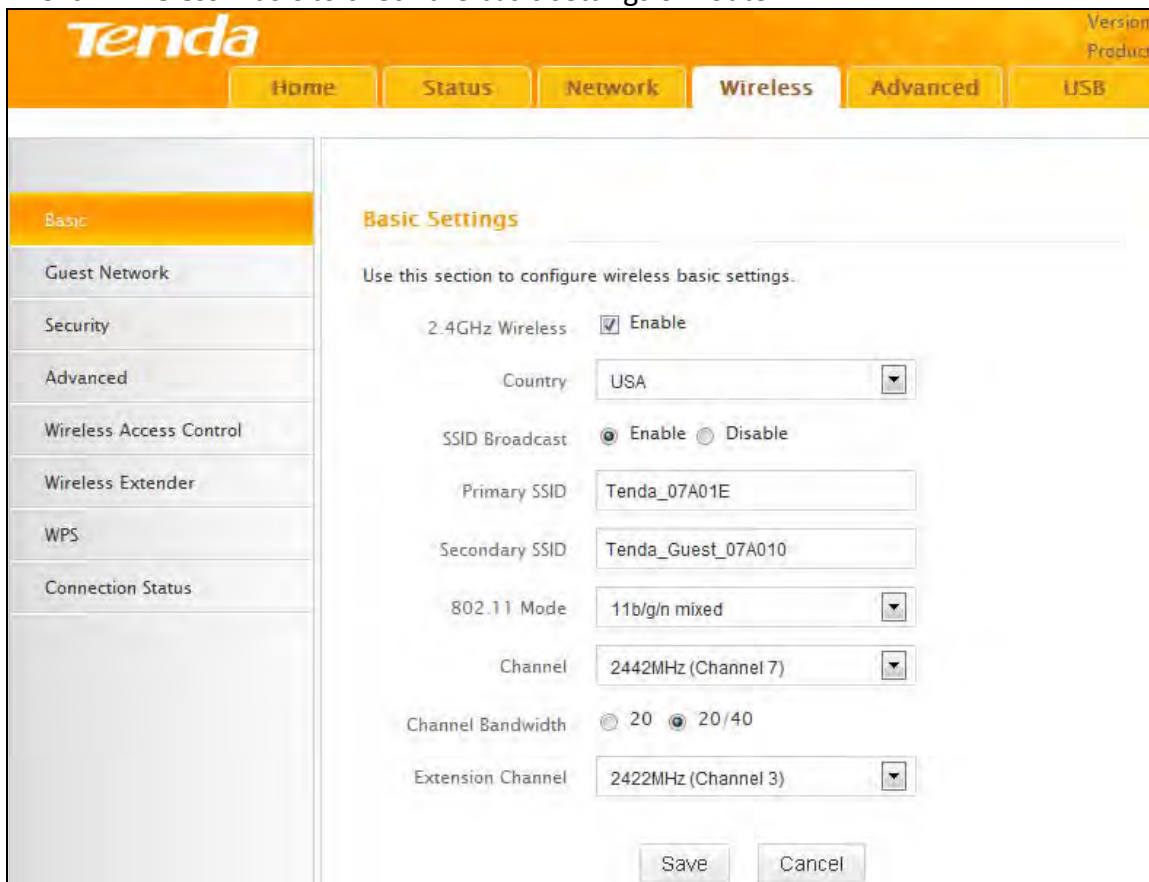 Tenda
Version
Product
Home Status Network Wireless Advanced USB
Basic
Guest Network
Security
Advanced
Wireless Access Control
Wireless Extender
WPS
Connection Status
Basic Settings
Use this section to configure wireless basic settings.
2.4GHz Wireless Enable
Country USA
SSID Broadcast Enable Disable
Primary SSID Tenda_07A01E
Secondary SSID Tenda_Guest_07A010
802.11 Mode 11b/g/n mixed
Channel 2442MHz (Channel 7)
Channel Bandwidth 20 20/40
Extension Channel 2422MHz (Channel 3)
Save Cancel